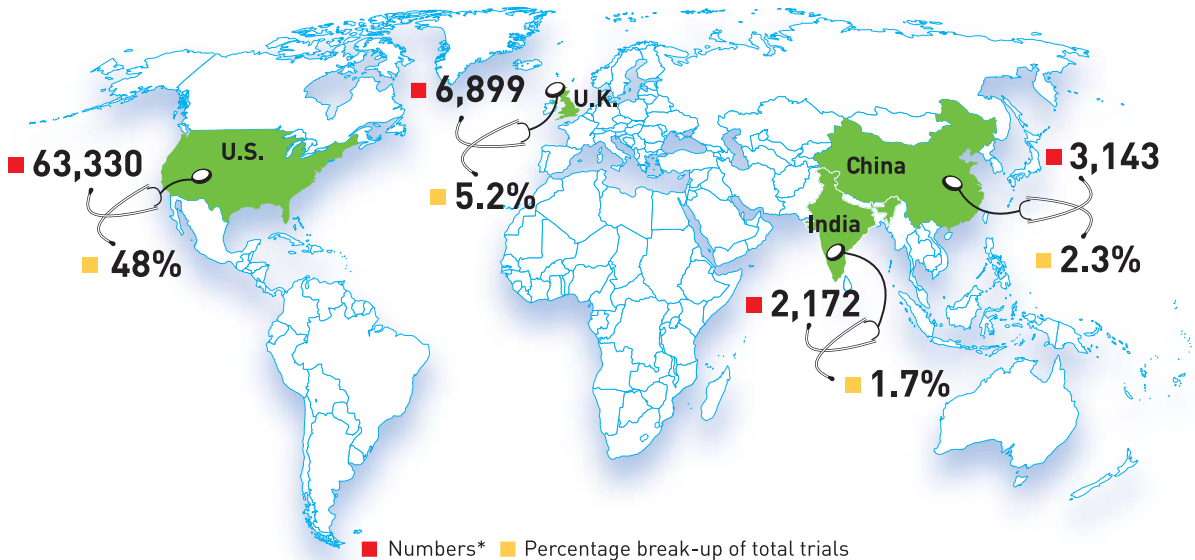 6,899
U.K.
5.2%
63,330
U.S.
48%
China
3,143
2.3%
India
2,172
1.7%
Numbers* Percentage break-up of total trials